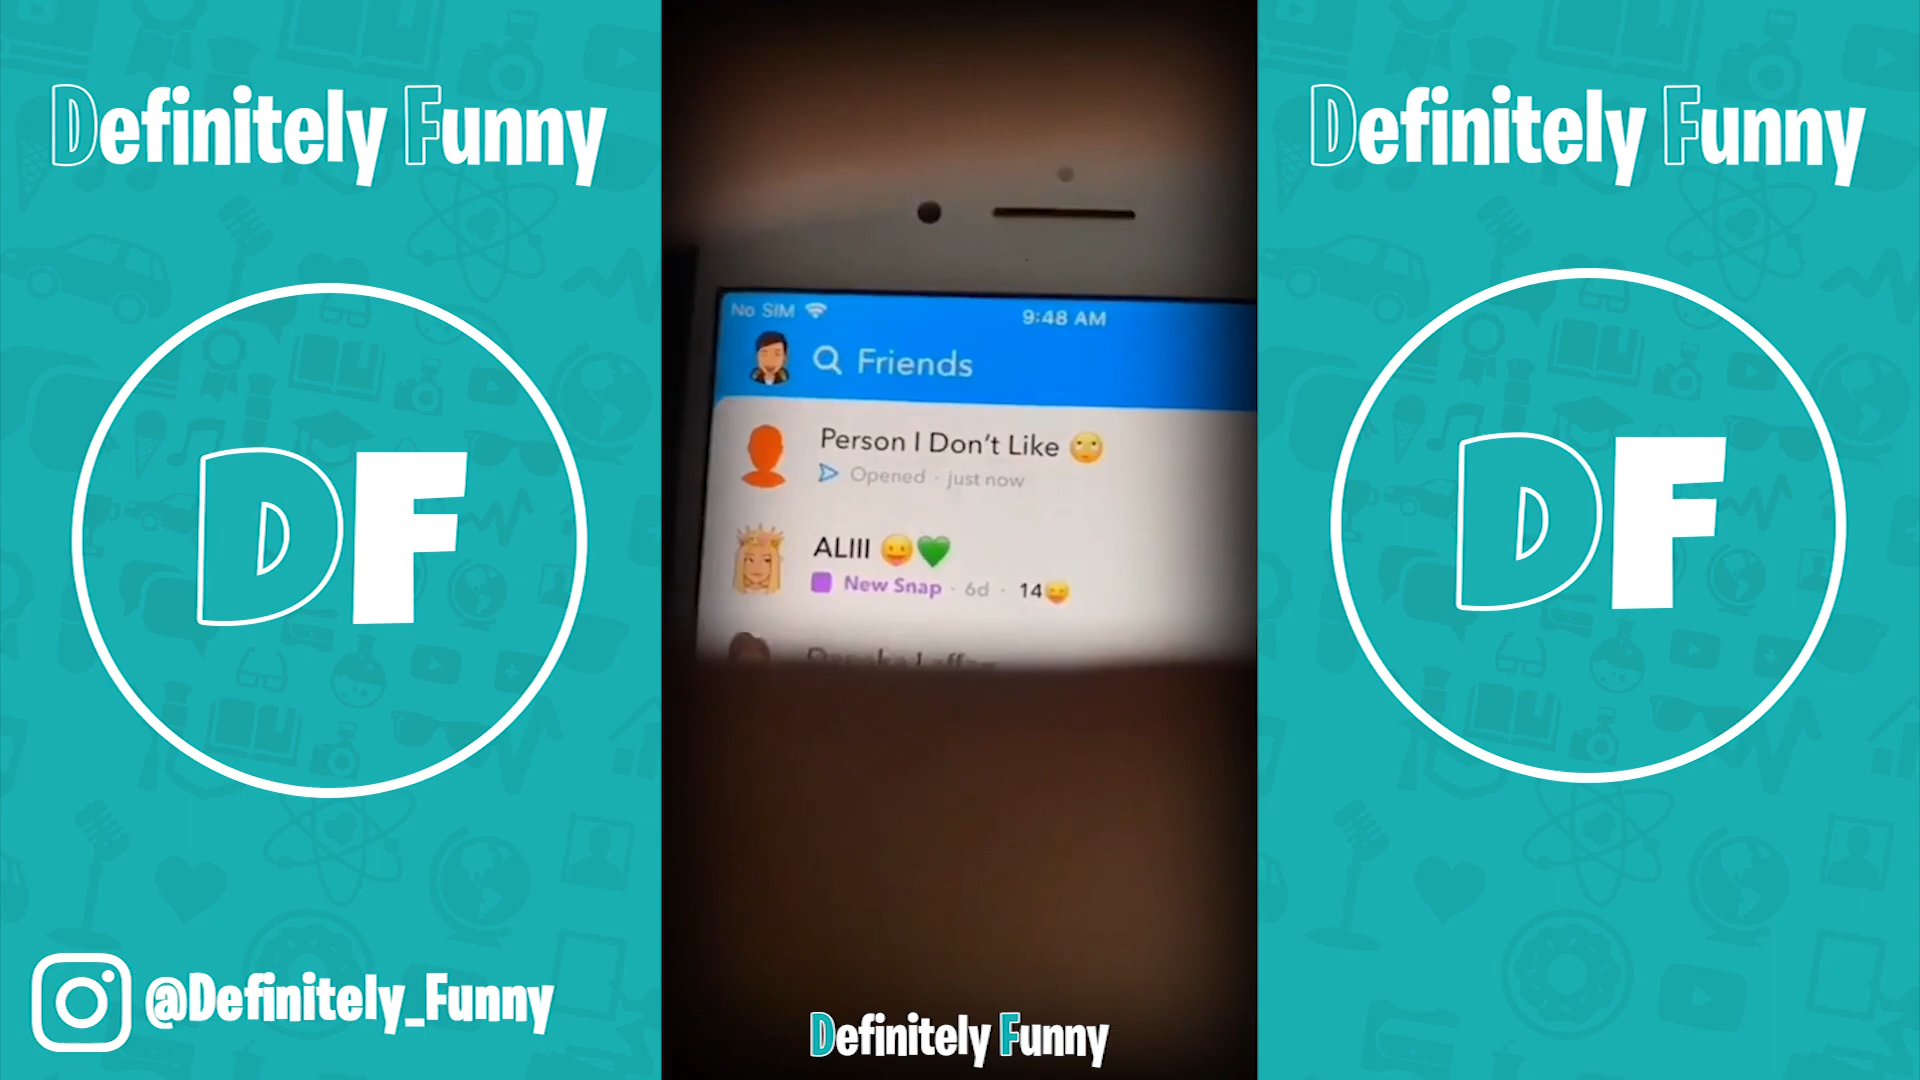 Definitely Funny
DF
@Definitely_Funny
No SIM
9:48 AM
Friends
Person I Don't Like 🙄
Opened · just now
ALIII 😛💚
New Snap · 6d · 14😛
Definitely Funny
Definitely Funny
DF